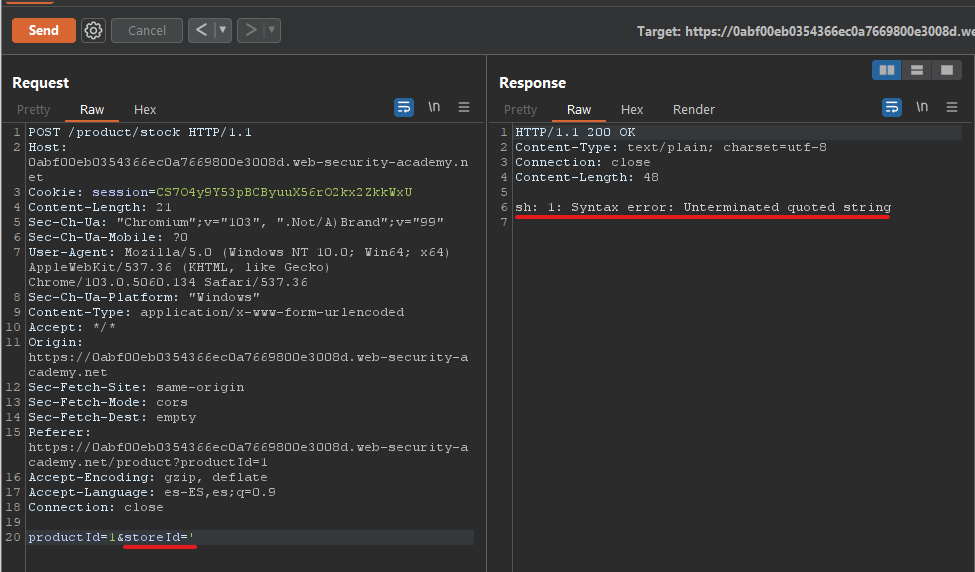 Send Cancel < > Target: https://0abf00eb0354366ec0a7669800e3008d.we
Request
Pretty Raw Hex \n
1 POST /product/stock HTTP/1.1
2 Host:
0abf00eb0354366ec0a7669800e3008d.web-security-academy.n
et
3 Cookie: session=CS7O4y9Y53pBCByuuX56rO2kx2ZkkWxU
4 Content-Length: 21
5 Sec-Ch-Ua: "Chromium";v="103", ".Not/A)Brand";v="99"
6 Sec-Ch-Ua-Mobile: ?0
7 User-Agent: Mozilla/5.0 (Windows NT 10.0; Win64; x64)
AppleWebKit/537.36 (KHTML, like Gecko)
Chrome/103.0.5060.134 Safari/537.36
8 Sec-Ch-Ua-Platform: "Windows"
9 Content-Type: application/x-www-form-urlencoded
10 Accept: */*
11 Origin:
https://0abf00eb0354366ec0a7669800e3008d.web-security-a
cademy.net
12 Sec-Fetch-Site: same-origin
13 Sec-Fetch-Mode: cors
14 Sec-Fetch-Dest: empty
15 Referer:
https://0abf00eb0354366ec0a7669800e3008d.web-security-a
cademy.net/product?productId=1
16 Accept-Encoding: gzip, deflate
17 Accept-Language: es-ES,es;q=0.9
18 Connection: close
19
20 productId=1&storeId='
Response
Pretty Raw Hex Render \n
1 HTTP/1.1 200 OK
2 Content-Type: text/plain; charset=utf-8
3 Connection: close
4 Content-Length: 48
5
6 sh: 1: Syntax error: Unterminated quoted string
7